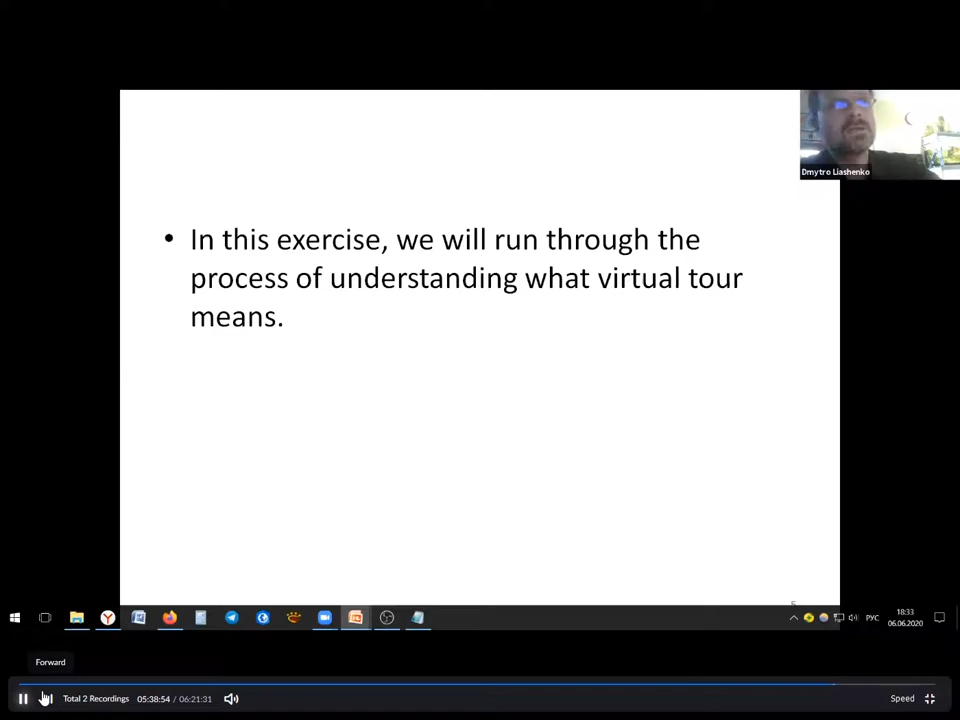 Dmytro Liashenko
• In this exercise, we will run through the
process of understanding what virtual tour
means.
5
18:33
РУС
06.06.2020
Forward
Total 2 Recordings
05:38:54 / 06:21:31
Speed